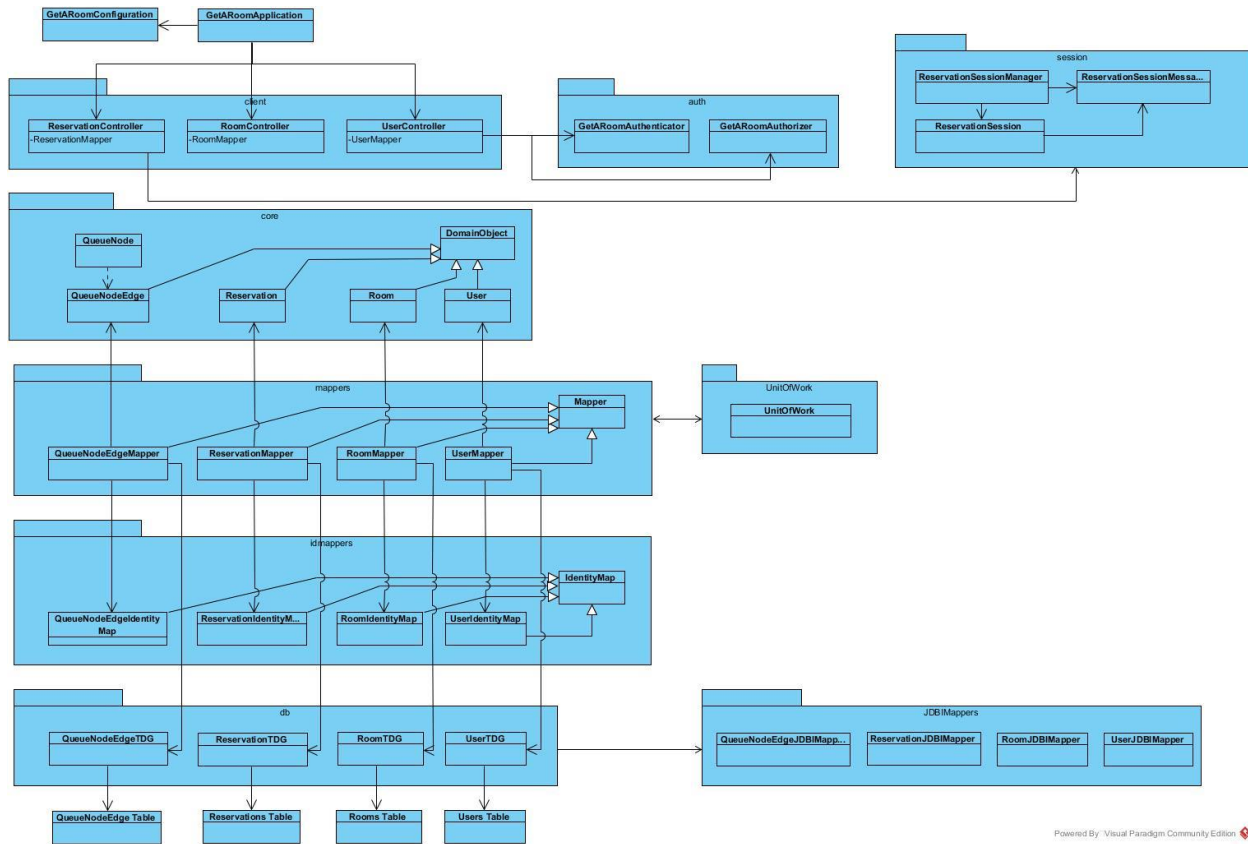 GetARoomConfiguration
GetARoomApplication
session
ReservationSessionManager
ReservationSessionMessa...
ReservationSession
client
ReservationController
-ReservationMapper
RoomController
-RoomMapper
UserController
-UserMapper
auth
GetARoomAuthenticator
GetARoomAuthorizer
core
DomainObject
QueueNode
QueueNodeEdge
Reservation
Room
User
mappers
Mapper
QueueNodeEdgeMapper
ReservationMapper
RoomMapper
UserMapper
UnitOfWork
UnitOfWork
idmappers
IdentityMap
QueueNodeEdgeIdentity
Map
ReservationIdentityM...
RoomIdentityMap
UserIdentityMap
db
QueueNodeEdgeTDG
ReservationTDG
RoomTDG
UserTDG
JDBIMappers
QueueNodeEdgeJDBIMapp...
ReservationJDBIMapper
RoomJDBIMapper
UserJDBIMapper
QueueNodeEdge Table
Reservations Table
Rooms Table
Users Table
Powered By Visual Paradigm Community Edition